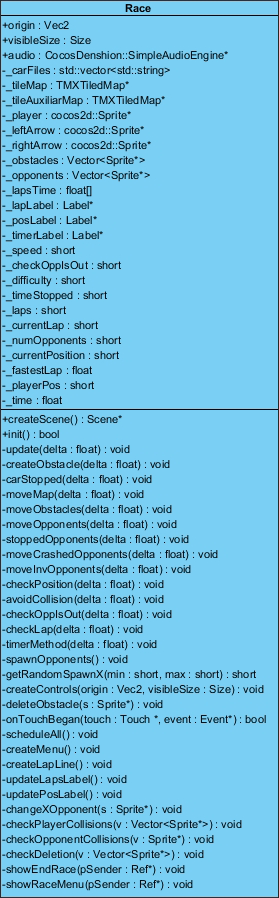 Race
+origin : Vec2
+visibleSize : Size
+audio : CocosDenshion::SimpleAudioEngine*
-_carFiles : std::vector<std::string>
-_tileMap : TMXTiledMap*
-_tileAuxiliarMap : TMXTiledMap*
-_player : cocos2d::Sprite*
-_leftArrow : cocos2d::Sprite*
-_rightArrow : cocos2d::Sprite*
-_obstacles : Vector<Sprite*>
-_opponents : Vector<Sprite*>
-_lapsTime : float[]
-_lapLabel : Label*
-_posLabel : Label*
-_timerLabel : Label*
-_speed : short
-_checkOppIsOut : short
-_difficulty : short
-_timeStopped : short
-_laps : short
-_currentLap : short
-_numOpponents : short
-_currentPosition : short
-_fastestLap : float
-_playerPos : short
-_time : float
+createScene() : Scene*
+init() : bool
-update(delta : float) : void
-createObstacle(delta : float) : void
-carStopped(delta : float) : void
-moveMap(delta : float) : void
-moveObstacles(delta : float) : void
-moveOpponents(delta : float) : void
-stoppedOpponents(delta : float) : void
-moveCrashedOpponents(delta : float) : void
-moveInvOpponents(delta : float) : void
-checkPosition(delta : float) : void
-avoidCollision(delta : float) : void
-checkOppIsOut(delta : float) : void
-checkLap(delta : float) : void
-timerMethod(delta : float) : void
-spawnOpponents() : void
-getRandomSpawnX(min : short, max : short) : short
-createControls(origin : Vec2, visibleSize : Size) : void
-deleteObstacle(s : Sprite*) : void
-onTouchBegan(touch : Touch *, event : Event*) : bool
-scheduleAll() : void
-createMenu() : void
-createLapLine() : void
-updateLapsLabel() : void
-updatePosLabel() : void
-changeXOpponent(s : Sprite*) : void
-checkPlayerCollisions(v : Vector<Sprite*>) : void
-checkOpponentCollisions(v : Sprite*) : void
-checkDeletion(v : Vector<Sprite*>) : void
-showEndRace(pSender : Ref*) : void
-showRaceMenu(pSender : Ref*) : void